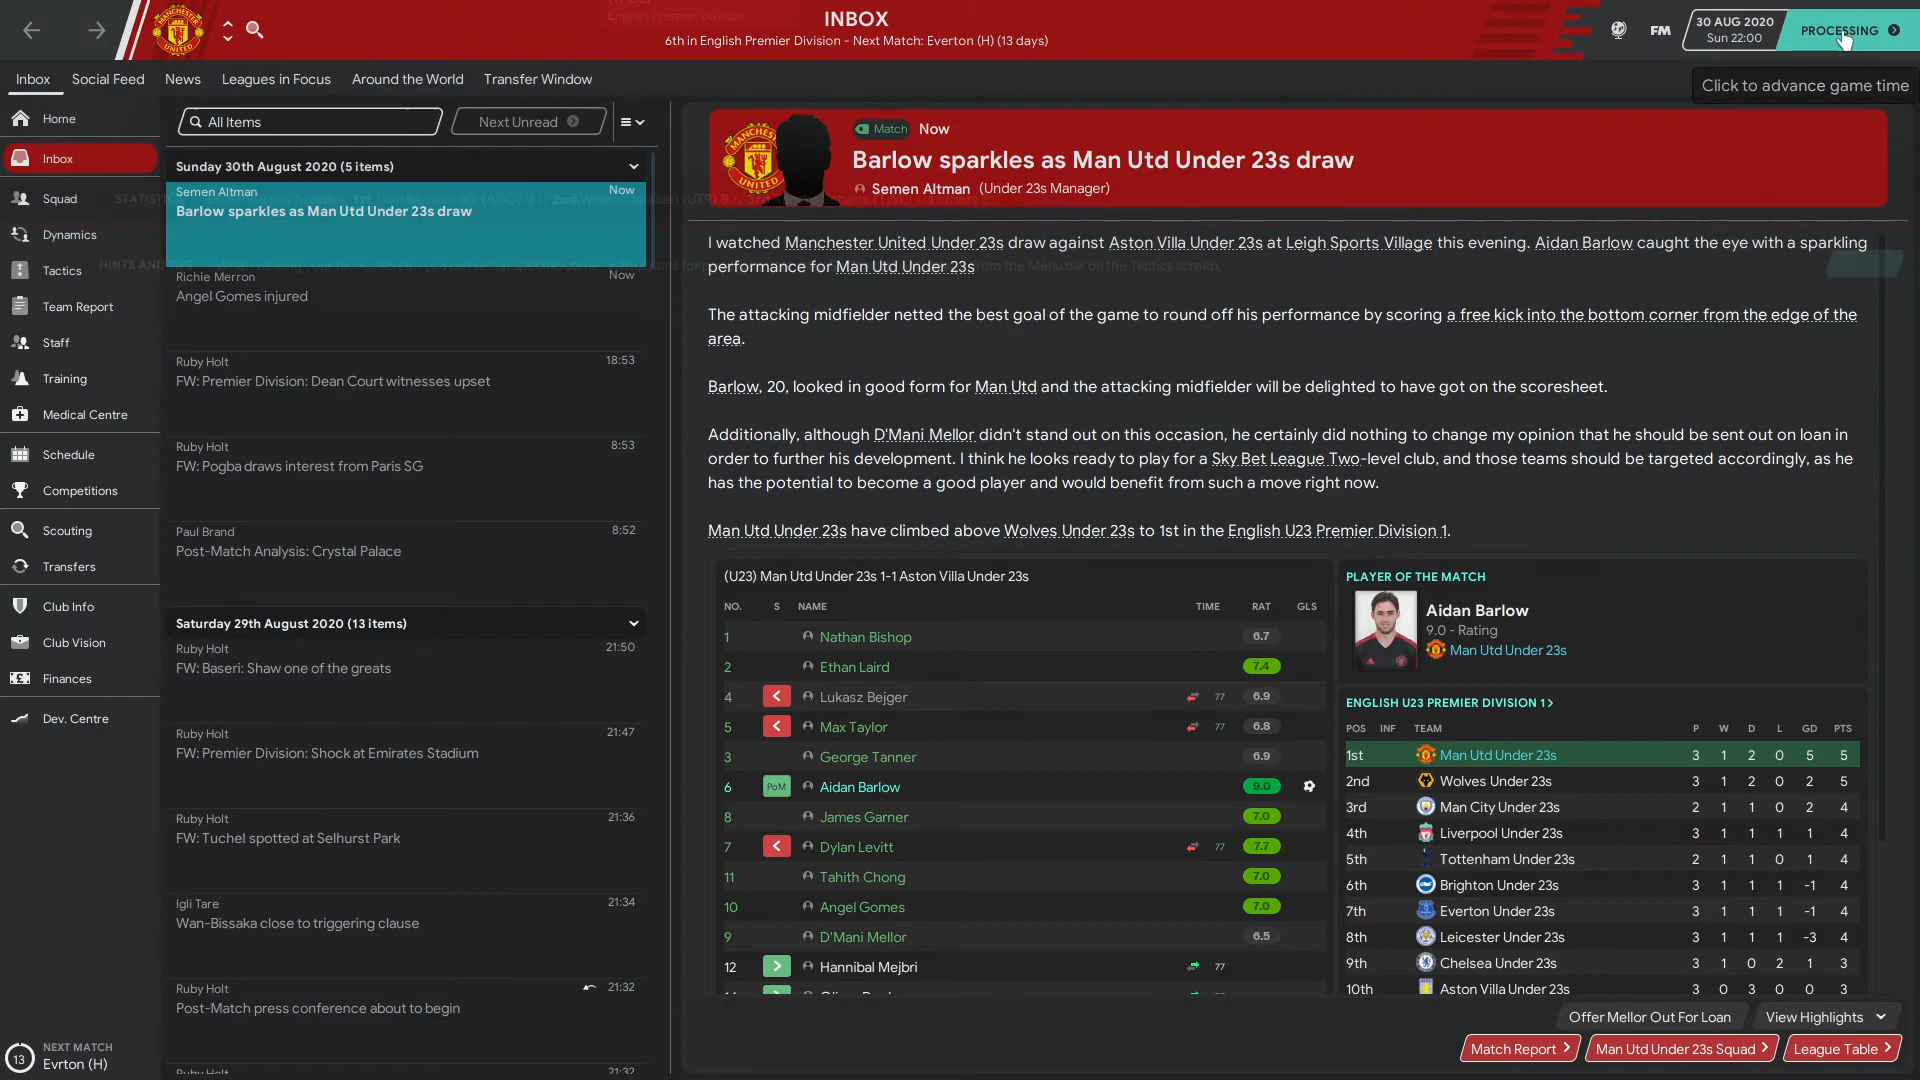 INBOX
6th in English Premier Division - Next Match: Everton (H) (13 days)
FM
30 AUG 2020
Sun 22:00
PROCESSING
Click to advance game time
Inbox
Social Feed
News
Leagues in Focus
Around the World
Transfer Window
Home
Inbox
Squad
Dynamics
Tactics
Team Report
Staff
Training
Medical Centre
Schedule
Competitions
Scouting
Transfers
Club Info
Club Vision
Finances
Dev. Centre
13
NEXT MATCH
Evrton (H)
All Items
Next Unread
Sunday 30th August 2020 (5 items)
Semen Altman Now
Barlow sparkles as Man Utd Under 23s draw
Richie Merron Now
Angel Gomes injured
Ruby Holt 18:53
FW: Premier Division: Dean Court witnesses upset
Ruby Holt 8:53
FW: Pogba draws interest from Paris SG
Paul Brand 8:52
Post-Match Analysis: Crystal Palace
Saturday 29th August 2020 (13 items)
Ruby Holt 21:50
FW: Baseri: Shaw one of the greats
Ruby Holt 21:47
FW: Premier Division: Shock at Emirates Stadium
Ruby Holt 21:36
FW: Tuchel spotted at Selhurst Park
Igli Tare 21:34
Wan-Bissaka close to triggering clause
Ruby Holt 21:32
Post-Match press conference about to begin
Ruby Holt 21:32
Match Now
Barlow sparkles as Man Utd Under 23s draw
Semen Altman (Under 23s Manager)
I watched Manchester United Under 23s draw against Aston Villa Under 23s at Leigh Sports Village this evening. Aidan Barlow caught the eye with a sparkling
performance for Man Utd Under 23s
The attacking midfielder netted the best goal of the game to round off his performance by scoring a free kick into the bottom corner from the edge of the
area.
Barlow, 20, looked in good form for Man Utd and the attacking midfielder will be delighted to have got on the scoresheet.
Additionally, although D'Mani Mellor didn't stand out on this occasion, he certainly did nothing to change my opinion that he should be sent out on loan in
order to further his development. I think he looks ready to play for a Sky Bet League Two-level club, and those teams should be targeted accordingly, as he
has the potential to become a good player and would benefit from such a move right now.
Man Utd Under 23s have climbed above Wolves Under 23s to 1st in the English U23 Premier Division 1.
(U23) Man Utd Under 23s 1-1 Aston Villa Under 23s
NO. S NAME TIME RAT GLS
1 Nathan Bishop 6.7
2 Ethan Laird 7.4
4 Lukasz Bejger 77 6.9
5 Max Taylor 77 6.8
3 George Tanner 6.9
6 PoM Aidan Barlow 9.0
8 James Garner 7.0
7 Dylan Levitt 77 7.7
11 Tahith Chong 7.0
10 Angel Gomes 7.0
9 D'Mani Mellor 6.5
12 Hannibal Mejbri 77
PLAYER OF THE MATCH
Aidan Barlow
9.0 - Rating
Man Utd Under 23s
ENGLISH U23 PREMIER DIVISION 1
POS INF TEAM P W D L GD PTS
1st Man Utd Under 23s 3 1 2 0 5 5
2nd Wolves Under 23s 3 1 2 0 2 5
3rd Man City Under 23s 2 1 1 0 2 4
4th Liverpool Under 23s 3 1 1 1 1 4
5th Tottenham Under 23s 2 1 1 0 1 4
6th Brighton Under 23s 3 1 1 1 -1 4
7th Everton Under 23s 3 1 1 1 -1 4
8th Leicester Under 23s 3 1 1 1 -3 4
9th Chelsea Under 23s 3 1 0 2 1 3
10th Aston Villa Under 23s 3 0 3 0 0 3
Offer Mellor Out For Loan
View Highlights
Match Report
Man Utd Under 23s Squad
League Table